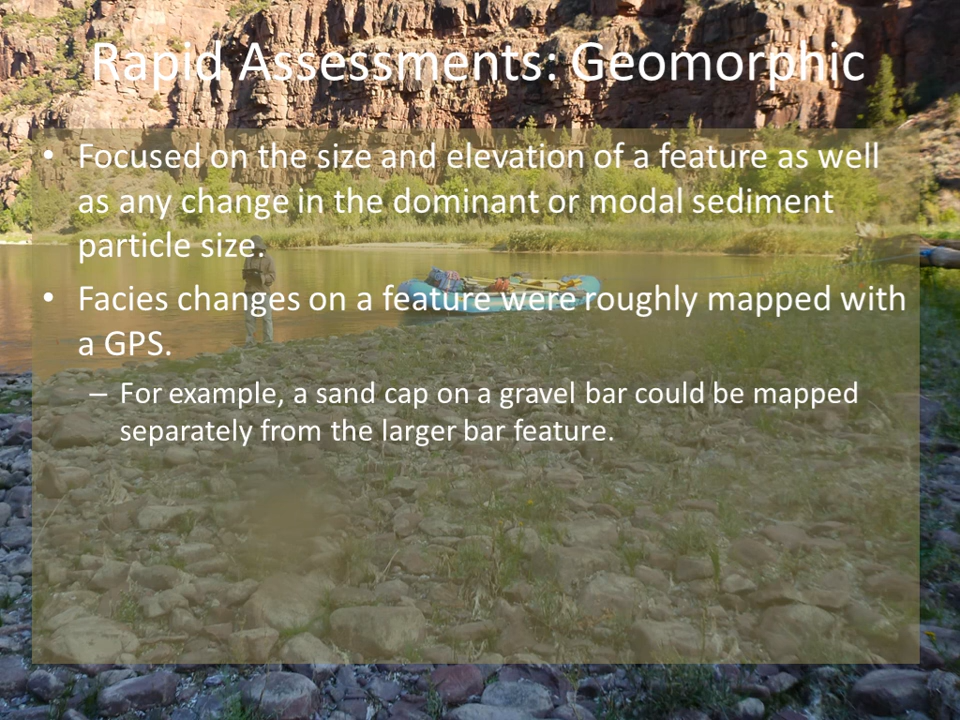 Rapid Assessments: Geomorphic
• Focused on the size and elevation of a feature as well
as any change in the dominant or modal sediment
particle size.
• Facies changes on a feature were roughly mapped with
a GPS.
– For example, a sand cap on a gravel bar could be mapped
separately from the larger bar feature.